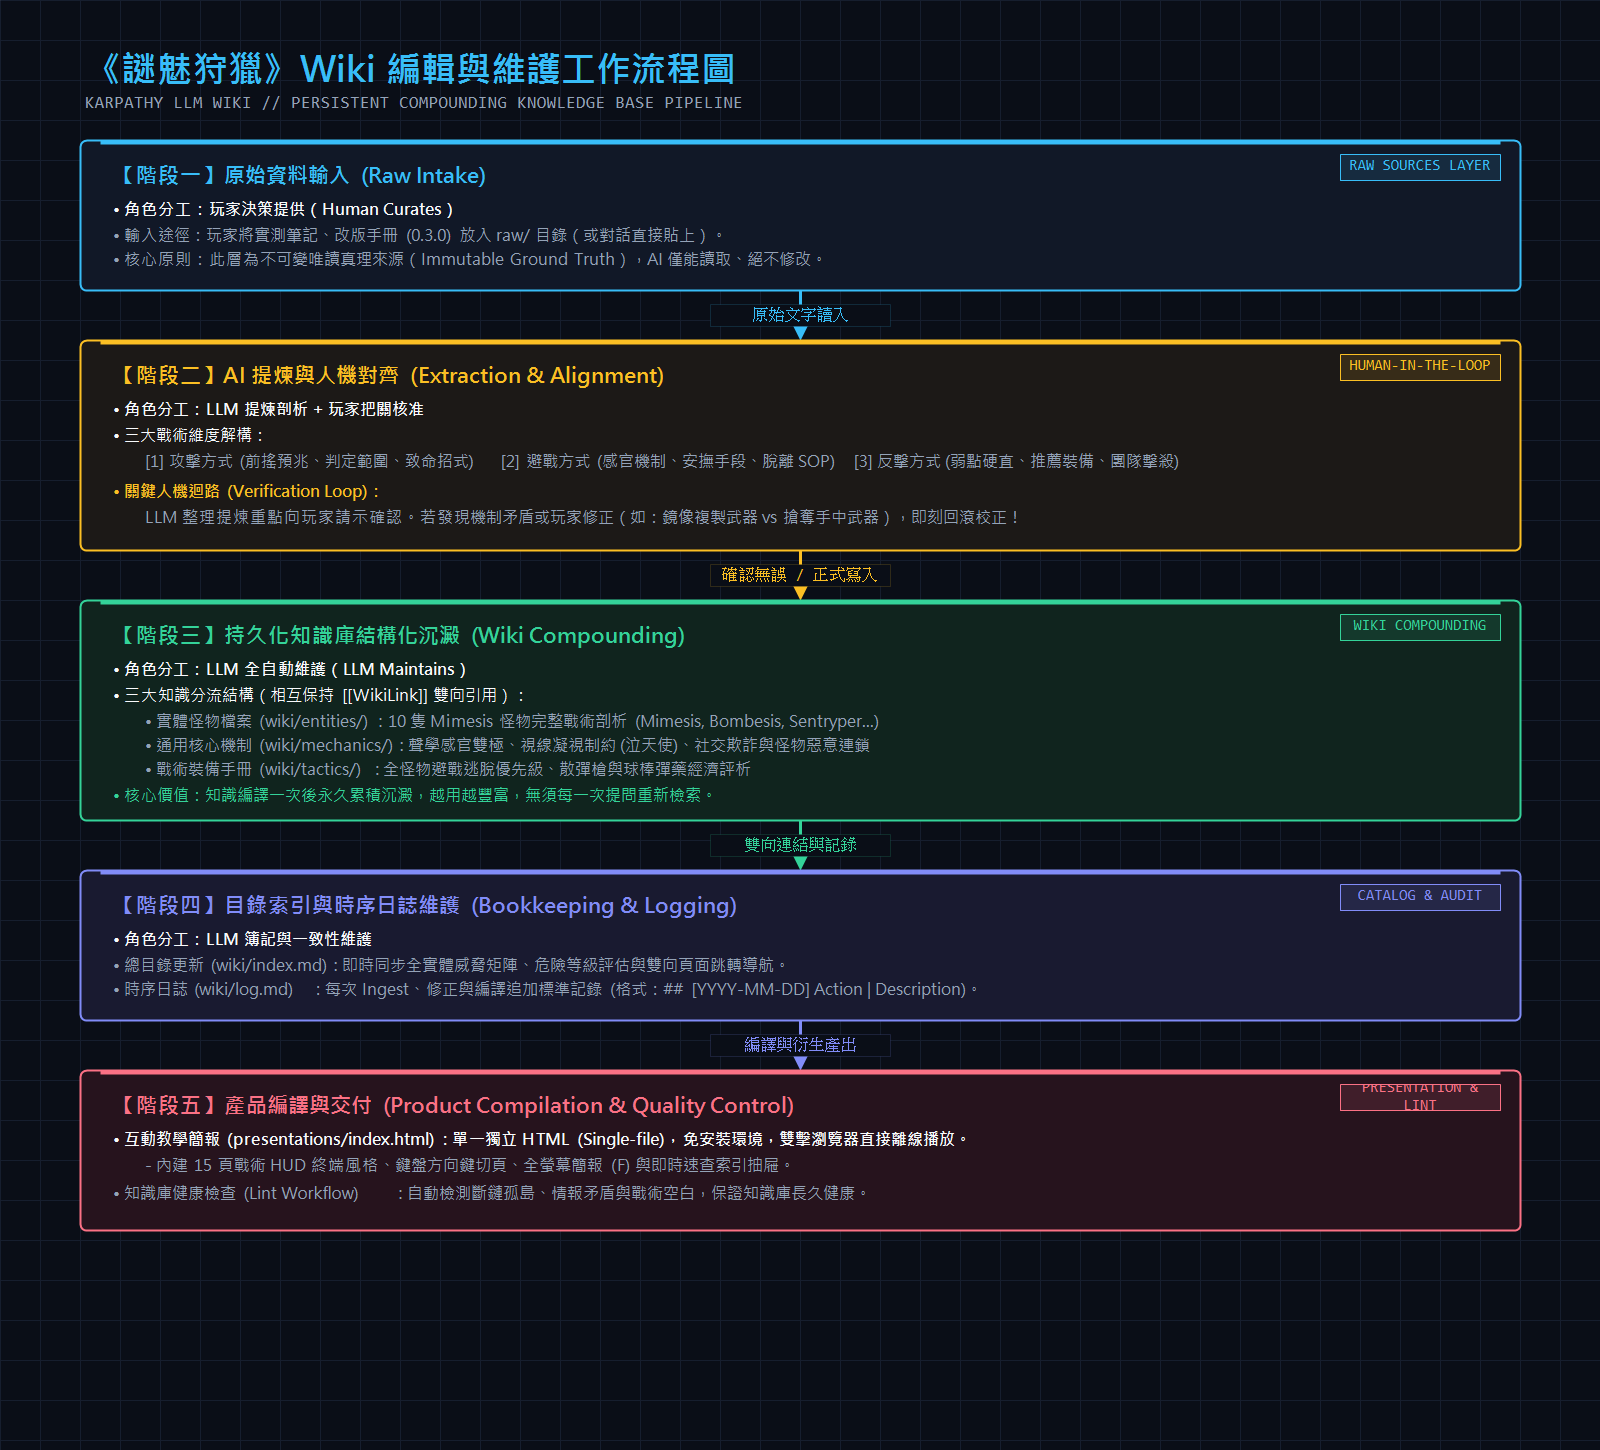 《謎魅狩獵》Wiki 編輯與維護工作流程圖
KARPATHY LLM WIKI // PERSISTENT COMPOUNDING KNOWLEDGE BASE PIPELINE
【階段一】原始資料輸入 (Raw Intake)
RAW SOURCES LAYER
• 角色分工：玩家決策提供（Human Curates）
• 輸入途徑：玩家將實測筆記、改版手冊 (0.3.0) 放入 raw/ 目錄（或對話直接貼上）。
• 核心原則：此層為不可變唯讀真理來源（Immutable Ground Truth），AI 僅能讀取、絕不修改。
原始文字讀入
【階段二】AI 提煉與人機對齊 (Extraction & Alignment)
HUMAN-IN-THE-LOOP
• 角色分工：LLM 提煉剖析 + 玩家把關核准
• 三大戰術維度解構：
[1] 攻擊方式 (前搖預兆、判定範圍、致命招式) [2] 避戰方式 (感官機制、安撫手段、脫離 SOP) [3] 反擊方式 (弱點硬直、推薦裝備、團隊擊殺)
• 關鍵人機迴路 (Verification Loop)：
LLM 整理提煉重點向玩家請示確認。若發現機制矛盾或玩家修正（如：鏡像複製武器 vs 搶奪手中武器），即刻回滾校正！
確認無誤 / 正式寫入
【階段三】持久化知識庫結構化沉澱 (Wiki Compounding)
WIKI COMPOUNDING
• 角色分工：LLM 全自動維護（LLM Maintains）
• 三大知識分流結構（相互保持 [[WikiLink]] 雙向引用）：
• 實體怪物檔案 (wiki/entities/) ：10 隻 Mimesis 怪物完整戰術剖析 (Mimesis, Bombesis, Sentryper...)
• 通用核心機制 (wiki/mechanics/)：聲學感官雙極、視線凝視制約 (泣天使)、社交欺詐與怪物惡意連鎖
• 戰術裝備手冊 (wiki/tactics/) ：全怪物避戰逃脫優先級、散彈槍與球棒彈藥經濟評析
• 核心價值：知識編譯一次後永久累積沉澱，越用越豐富，無須每一次提問重新檢索。
雙向連結與記錄
【階段四】目錄索引與時序日誌維護 (Bookkeeping & Logging)
CATALOG & AUDIT
• 角色分工：LLM 簿記與一致性維護
• 總目錄更新 (wiki/index.md)：即時同步全實體威脅矩陣、危險等級評估與雙向頁面跳轉導航。
• 時序日誌 (wiki/log.md) ：每次 Ingest、修正與編譯追加標準記錄 (格式：## [YYYY-MM-DD] Action | Description)。
編譯與衍生產出
【階段五】產品編譯與交付 (Product Compilation & Quality Control)
PRESENTATION &
LINT
• 互動教學簡報 (presentations/index.html)：單一獨立 HTML (Single-file)，免安裝環境，雙擊瀏覽器直接離線播放。
- 內建 15 頁戰術 HUD 終端風格、鍵盤方向鍵切頁、全螢幕簡報 (F) 與即時速查索引抽屜。
• 知識庫健康檢查 (Lint Workflow) ：自動檢測斷鏈孤島、情報矛盾與戰術空白，保證知識庫長久健康。